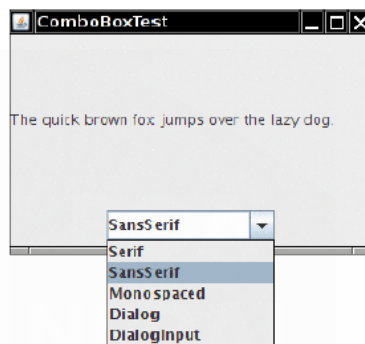 ComboBoxTest
The quick brown fox jumps over the lazy dog.
SansSerif
Serif
SansSerif
Monospaced
Dialog
DialogInput